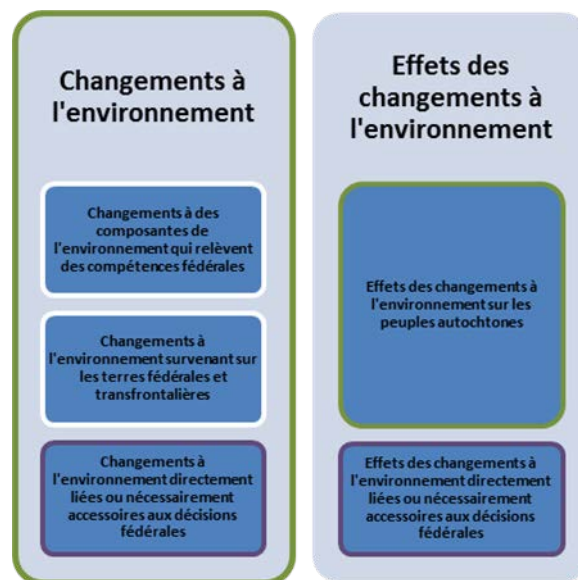 Changements à
l'environnement
Changements à des
composantes de
l'environnement qui relèvent
des compétences fédérales
Changements à
l'environnement survenant sur
les terres fédérales et
transfrontalières
Changements à
l'environnement directement
liées ou nécessairement
accessoires aux décisions
fédérales
Effets des
changements à
l'environnement
Effets des changements à
l'environnement sur les
peuples autochtones
Effets des changements à
l'environnement directement
liées ou nécessairement
accessoires aux décisions
fédérales